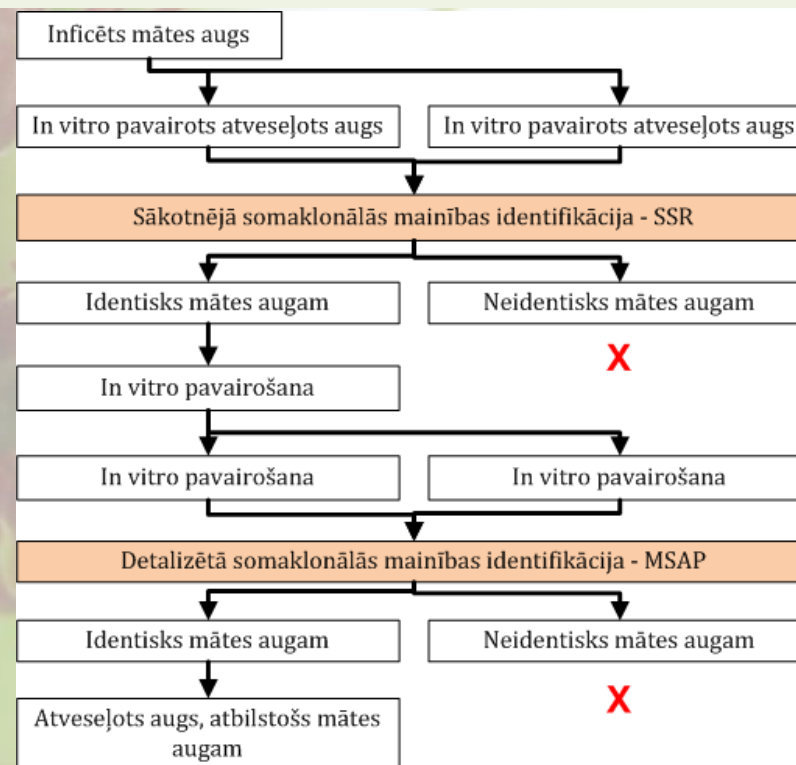 Inficēts mātes augs
In vitro pavairots atveseļots augs
In vitro pavairots atveseļots augs
Sākotnējā somaklonālās mainības identifikācija - SSR
Identisks mātes augam
Neidentisks mātes augam
X
In vitro pavairošana
In vitro pavairošana
In vitro pavairošana
Detalizētā somaklonālās mainības identifikācija - MSAP
Identisks mātes augam
Neidentisks mātes augam
X
Atveseļots augs, atbilstošs mātes
augam